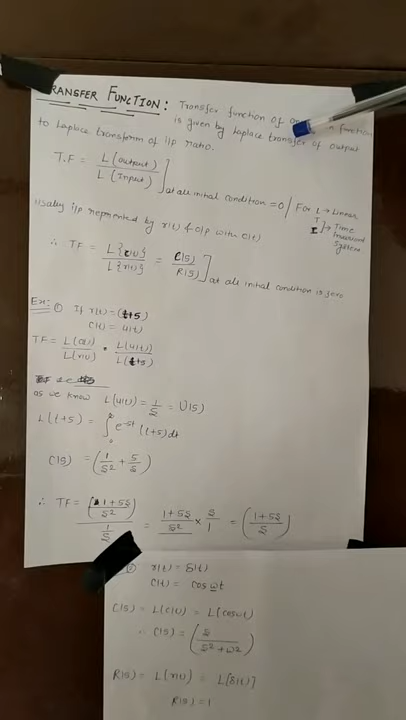 TRANSFER FUNCTION: Transfer function of function
is given by Laplace transfer of output
to Laplace transform of i/p ratio.
T.F = L(output) / L(Input) ] at all initial condition = 0 / For L → Linear
T I ] → Time invariant system
usally i/p reprented by r(t) & o/p with c(t)
∴ TF = L{c(t)} / L{r(t)} = C(S) / R(S) ] at all initial condition is zero
Ex: ① If r(t) = (t+5)
C(t) = u(t)
TF = L(c(t)) / L(r(t)) = L(u(t)) / L(t+5)
as we know L(u(t)) = 1/S = U(S)
L(t+5) = ∫ e^-st (t+5) dt
C(S) = (1/S² + 5/S)
∴ TF = ((1+5S)/S²) / (1/S) = (1+5S)/S² × S/1 = ((1+5S)/S)
② r(t) = δ(t)
C(t) = cos ωt
C(S) = L(c(t)) = L(cosωt)
∴ C(S) = (S / (S²+ω2))
R(S) = L(r(t)) = L[δ(t)]
R(S) = 1